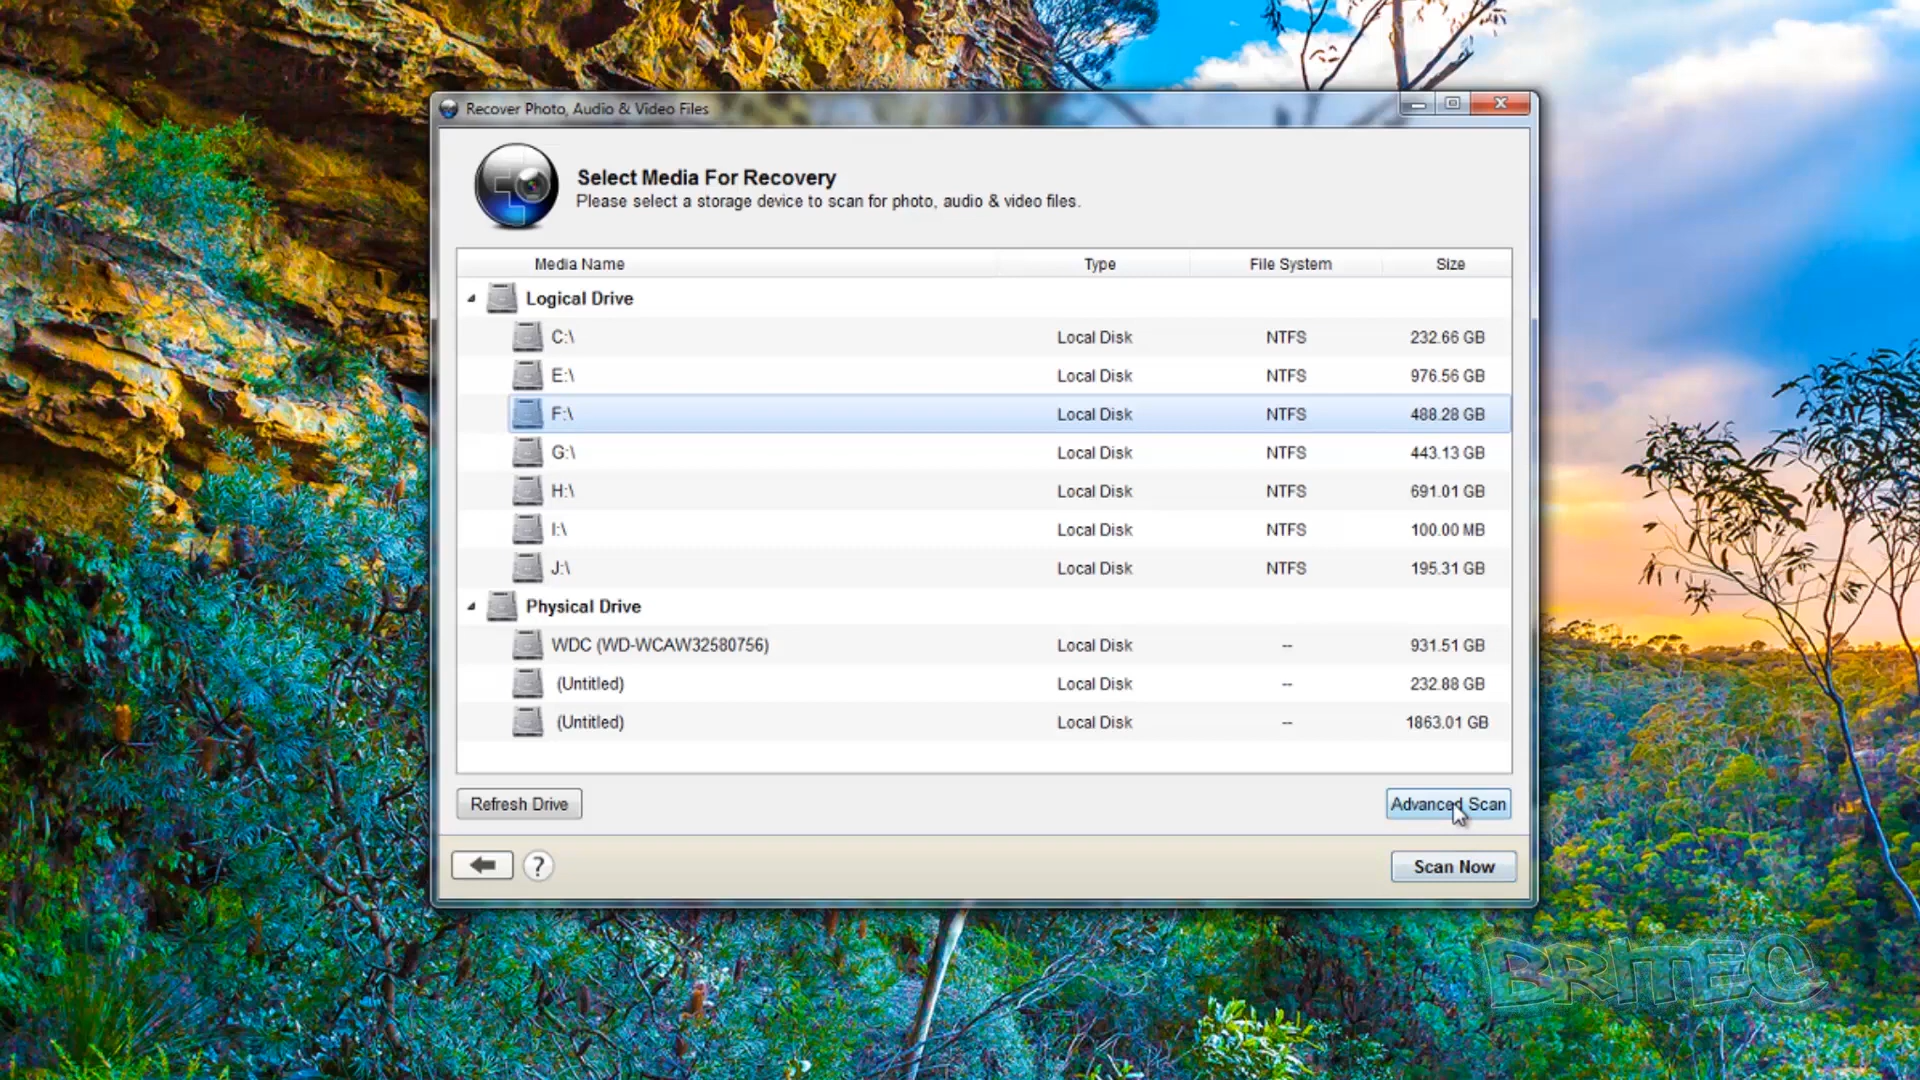 Recover Photo, Audio & Video Files
Select Media For Recovery
Please select a storage device to scan for photo, audio & video files.
Media Name Type File System Size
Logical Drive
C:\ Local Disk NTFS 232.66 GB
E:\ Local Disk NTFS 976.56 GB
F:\ Local Disk NTFS 488.28 GB
G:\ Local Disk NTFS 443.13 GB
H:\ Local Disk NTFS 691.01 GB
I:\ Local Disk NTFS 100.00 MB
J:\ Local Disk NTFS 195.31 GB
Physical Drive
WDC (WD-WCAW32580756) Local Disk -- 931.51 GB
(Untitled) Local Disk -- 232.88 GB
(Untitled) Local Disk -- 1863.01 GB
Refresh Drive Advanced Scan
? Scan Now
BRITEC